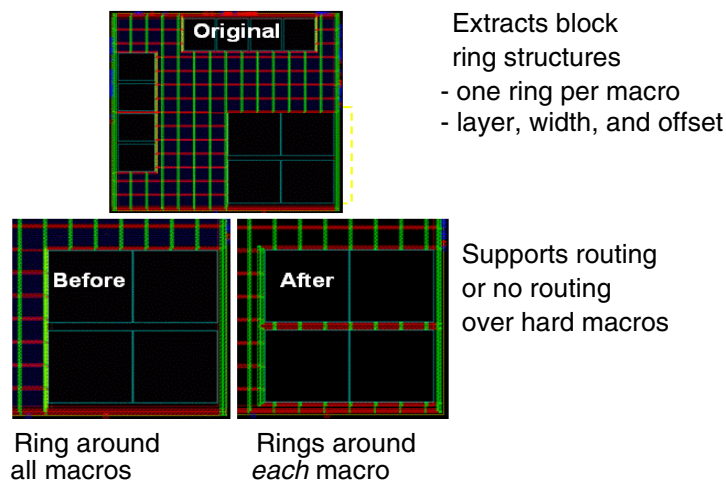 Original
Extracts block
ring structures
- one ring per macro
- layer, width, and offset
Before
After
Supports routing
or no routing
over hard macros
Ring around
all macros
Rings around
each macro